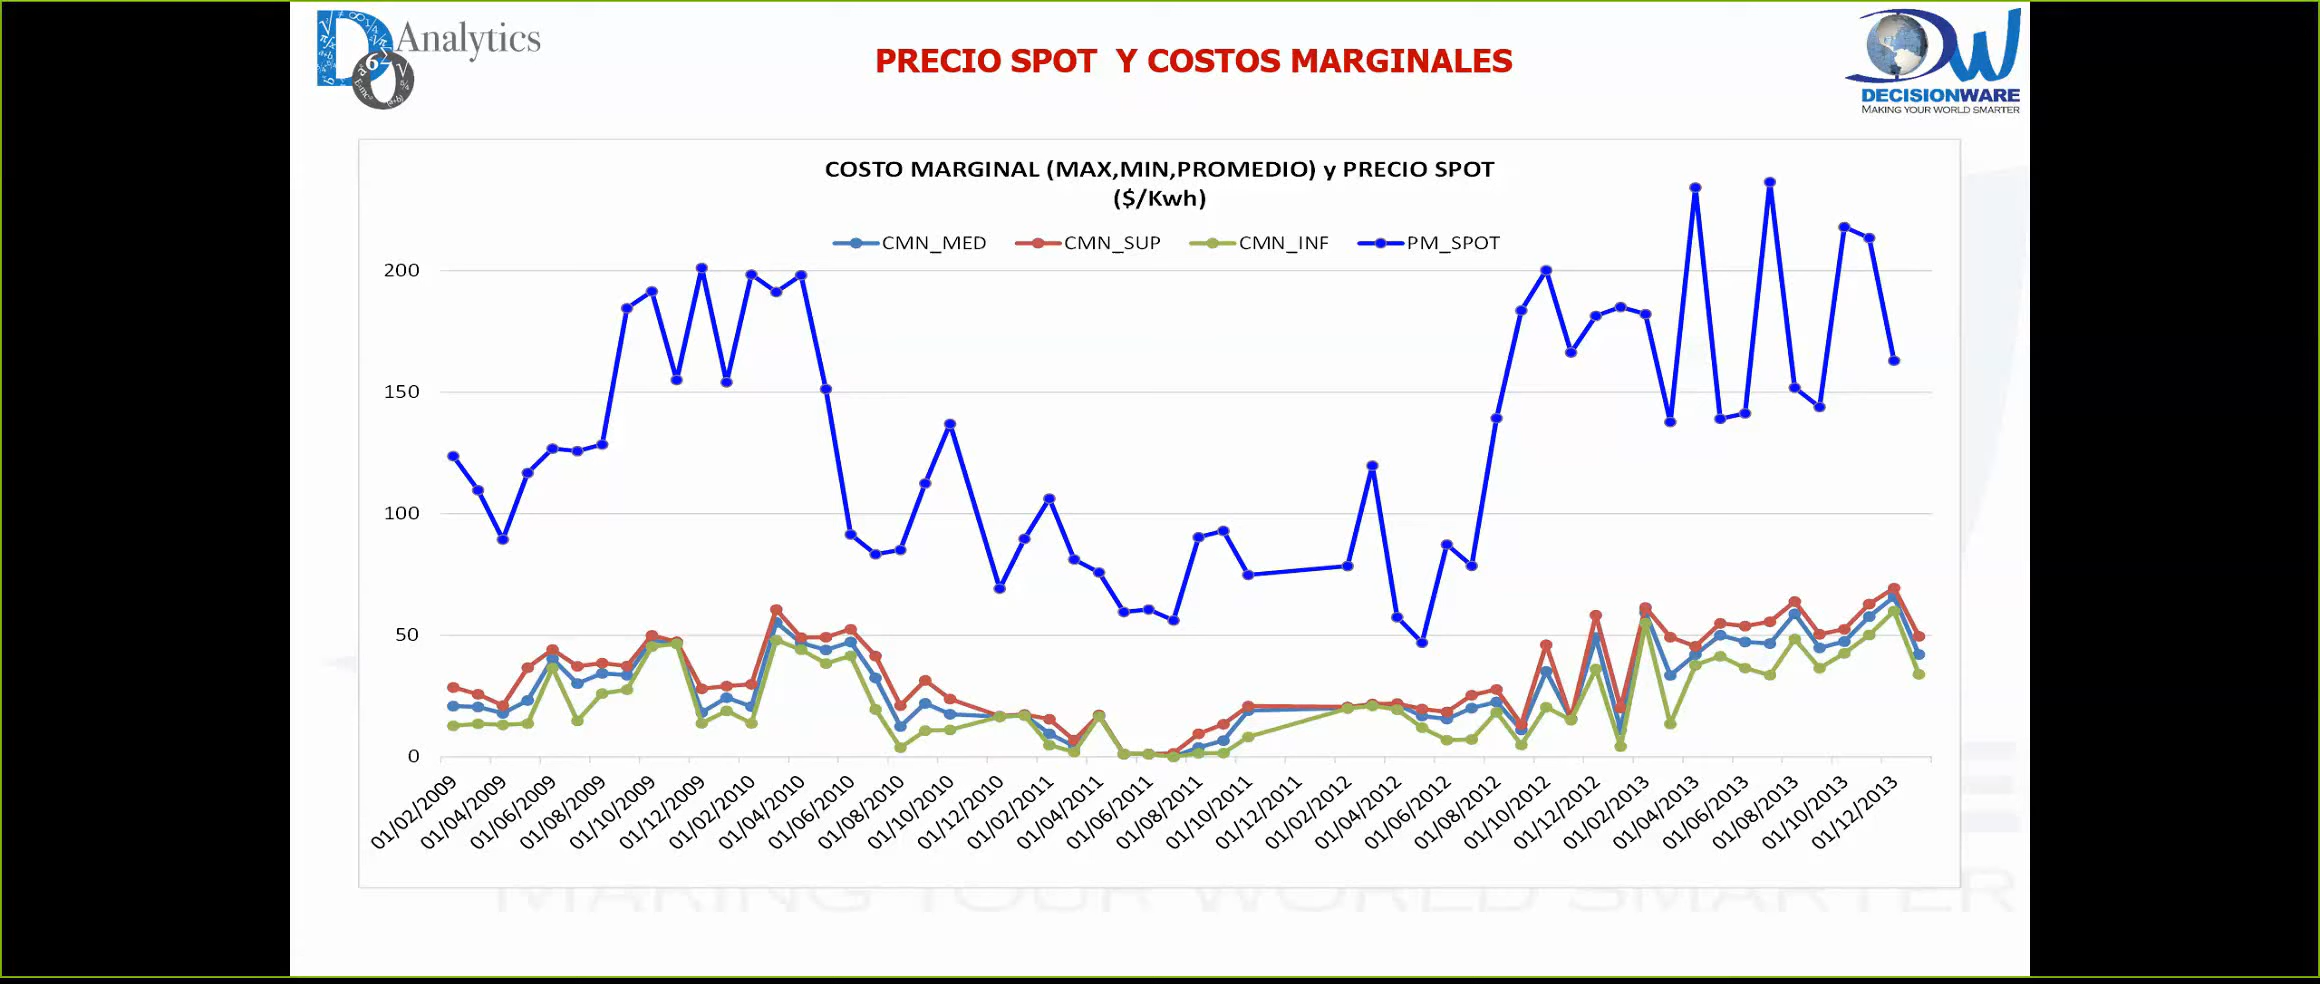 Analytics
PRECIO SPOT Y COSTOS MARGINALES
DECISIONWARE
MAKING YOUR WORLD SMARTER
COSTO MARGINAL (MAX,MIN,PROMEDIO) y PRECIO SPOT
($/Kwh)
CMN_MED CMN_SUP CMN_INF PM_SPOT
200
150
100
50
0
01/02/2009 01/04/2009 01/06/2009 01/08/2009 01/10/2009 01/12/2009 01/02/2010 01/04/2010 01/06/2010 01/08/2010 01/10/2010 01/12/2010 01/02/2011 01/04/2011 01/06/2011 01/08/2011 01/10/2011 01/12/2011 01/02/2012 01/04/2012 01/06/2012 01/08/2012 01/10/2012 01/12/2012 01/02/2013 01/04/2013 01/06/2013 01/08/2013 01/10/2013 01/12/2013
MAKING YOUR WORLD SMARTER